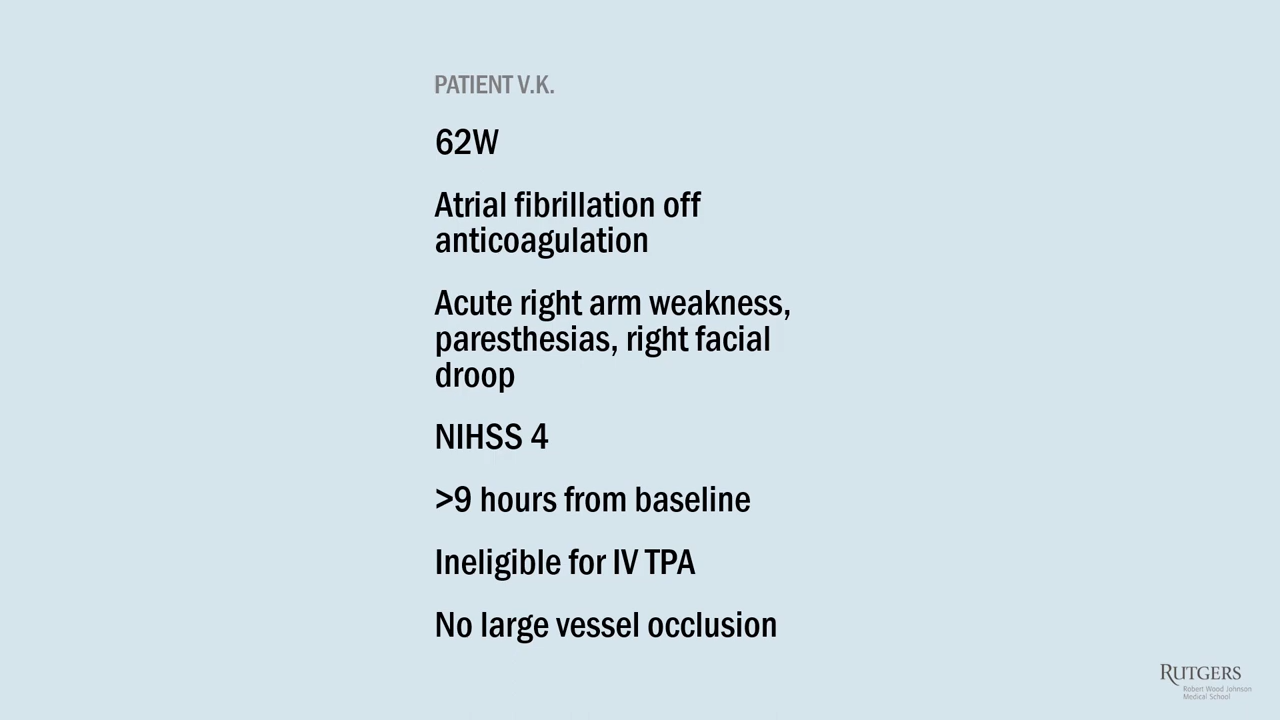 PATIENT V.K.
62W
Atrial fibrillation off
anticoagulation
Acute right arm weakness,
paresthesias, right facial
droop
NIHSS 4
>9 hours from baseline
Ineligible for IV TPA
No large vessel occlusion
RUTGERS
Robert Wood Johnson
Medical School